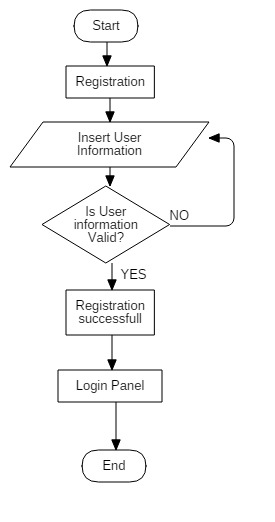 Start
Registration
Insert User
Information
Is User
information
Valid?
NO
YES
Registration
successfull
Login Panel
End